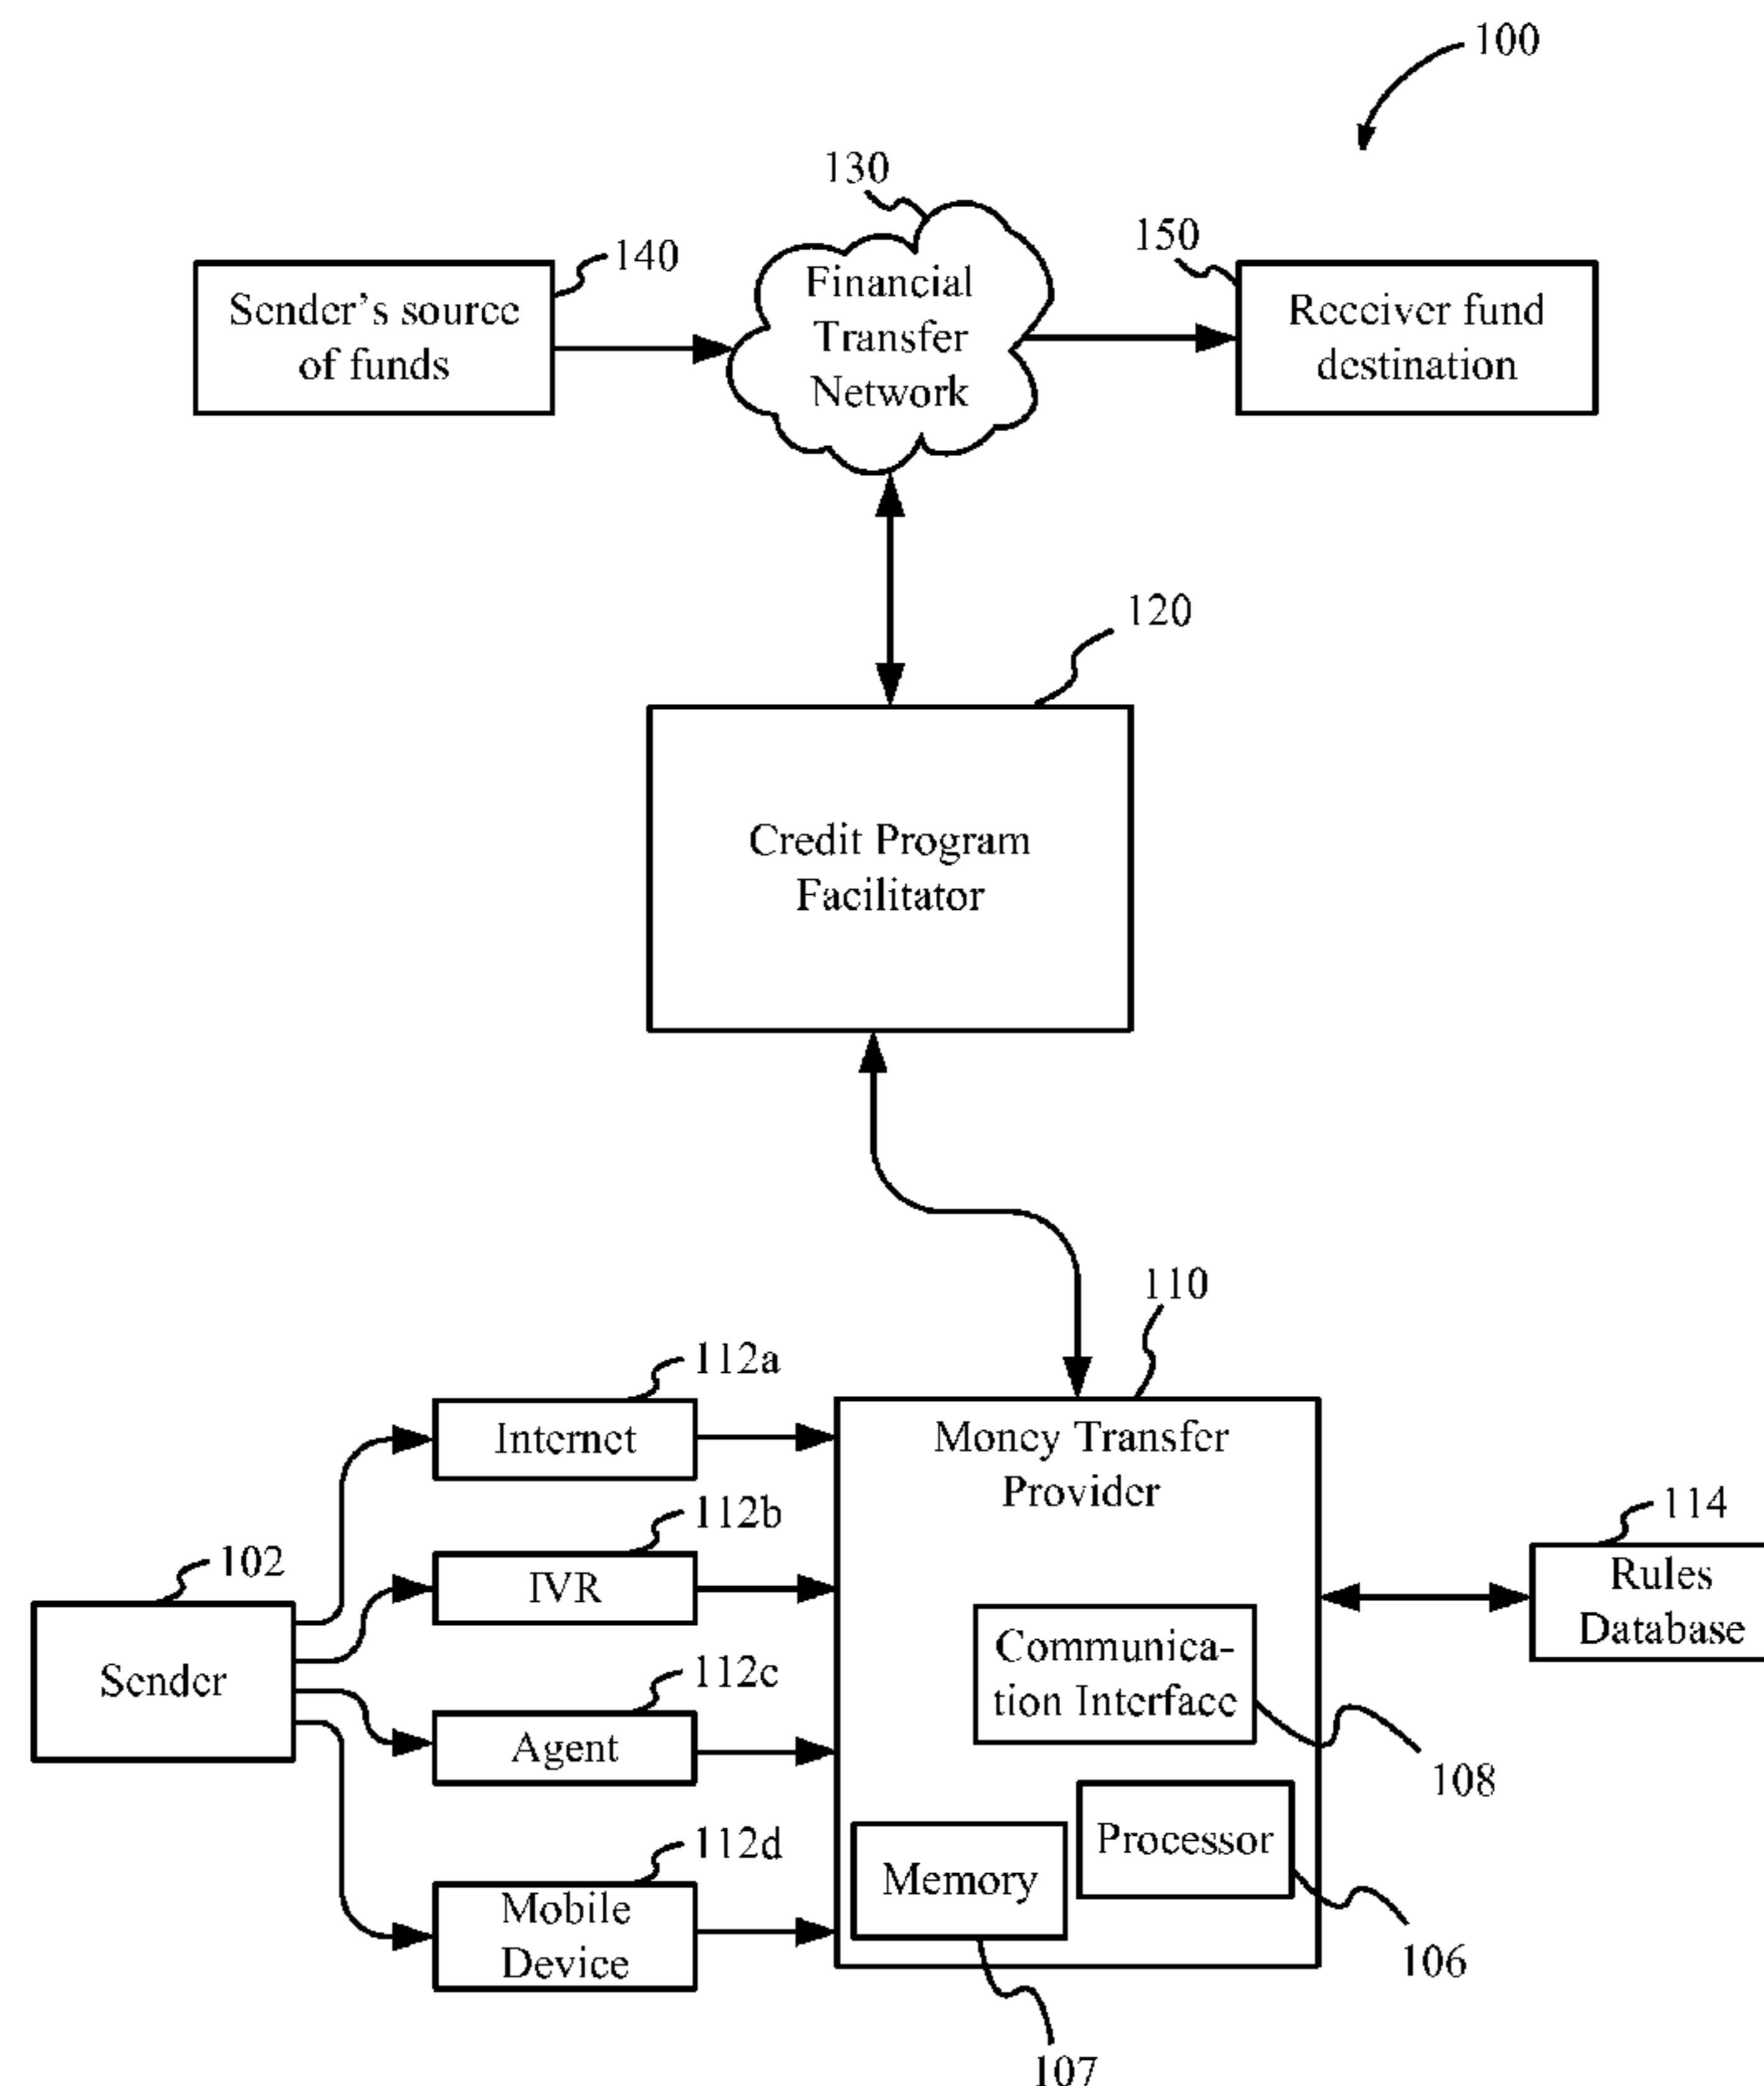 100
130
150
140
Financial
Transfer
Network
Sender's source
of funds
Receiver fund
destination
120
Credit Program
Facilitator
110
112a
Internet
Money Transfer
Provider
112b
114
102
IVR
Rules
Database
Communica-
tion Interface
Sender
112c
Agent
108
112d
Processor
Memory
Mobile
Device
106
107